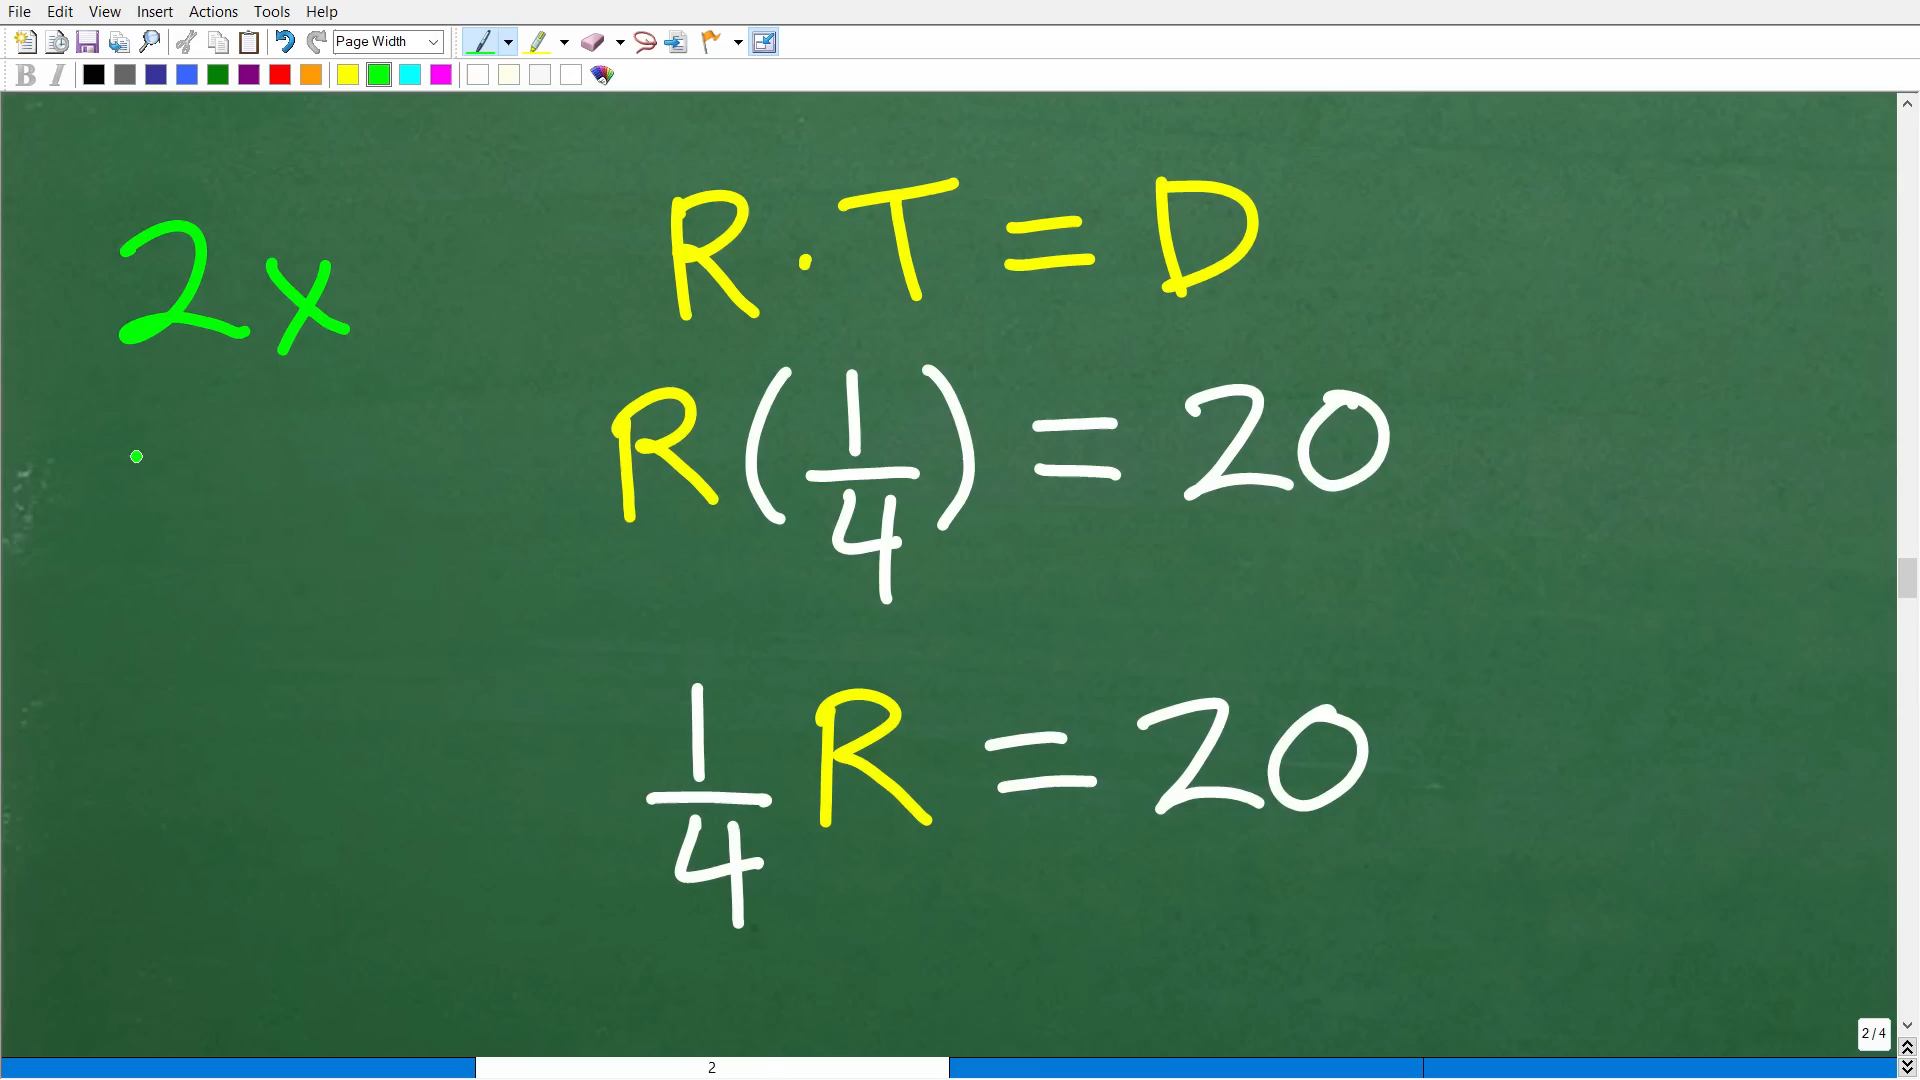 File Edit View Insert Actions Tools Help
Page Width
B I
2x
R · T = D
R(1/4) = 20
1/4 R = 20
2 / 4
2